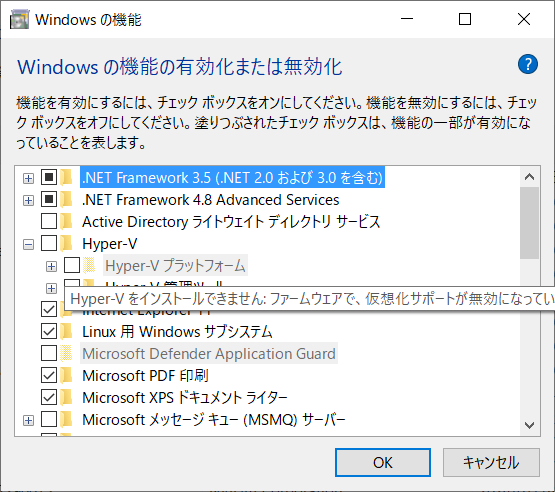 Windows の機能
Windows の機能の有効化または無効化
機能を有効にするには、チェック ボックスをオンにしてください。機能を無効にするには、チェッ
ク ボックスをオフにしてください。塗りつぶされたチェック ボックスは、機能の一部が有効にな
っていることを表します。
.NET Framework 3.5 (.NET 2.0 および 3.0 を含む)
.NET Framework 4.8 Advanced Services
Active Directory ライトウェイト ディレクトリ サービス
Hyper-V
Hyper-V プラットフォーム
Hyper-V 管理ツール
Hyper-V をインストールできません: ファームウェアで、仮想化サポートが無効になってい
Internet Explorer 11
Linux 用 Windows サブシステム
Microsoft Defender Application Guard
Microsoft PDF 印刷
Microsoft XPS ドキュメント ライター
Microsoft メッセージ キュー (MSMQ) サーバー
OK
キャンセル